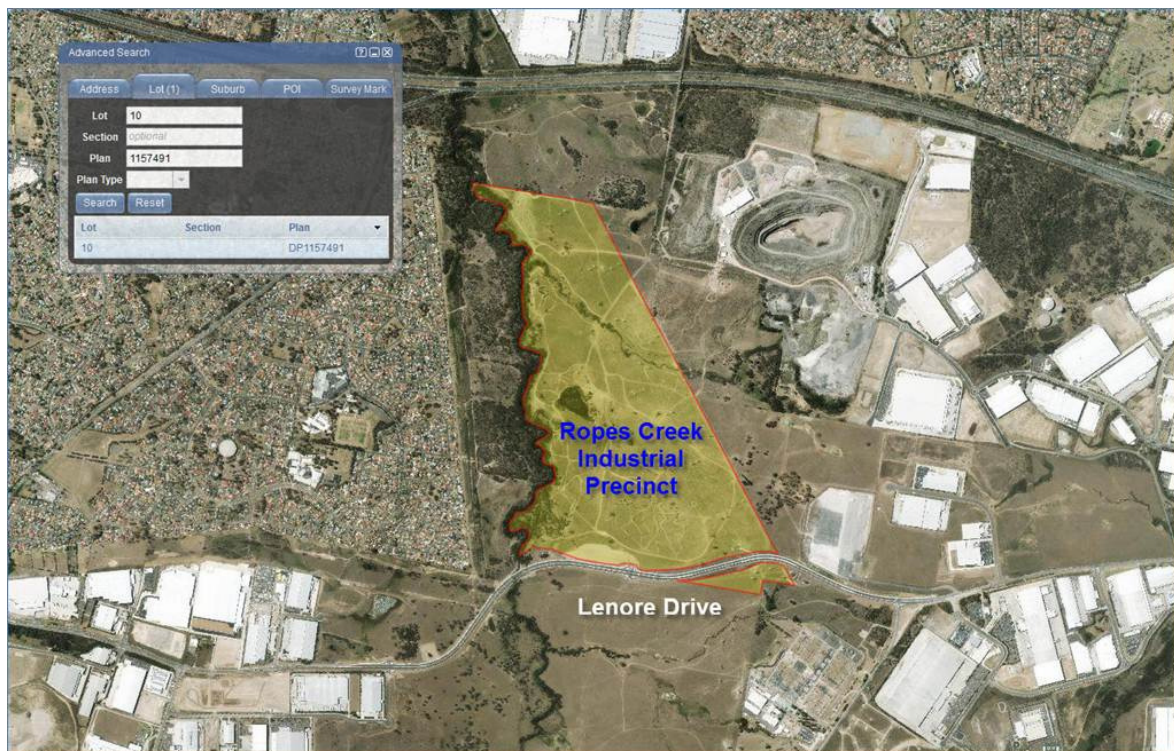 Advanced Search
Address Lot (1) Suburb POI Survey Mark
Lot 10
Section optional
Plan 1157491
Plan Type
Search Reset
Lot Section Plan
10 DP1157491
Ropes Creek
Industrial
Precinct
Lenore Drive